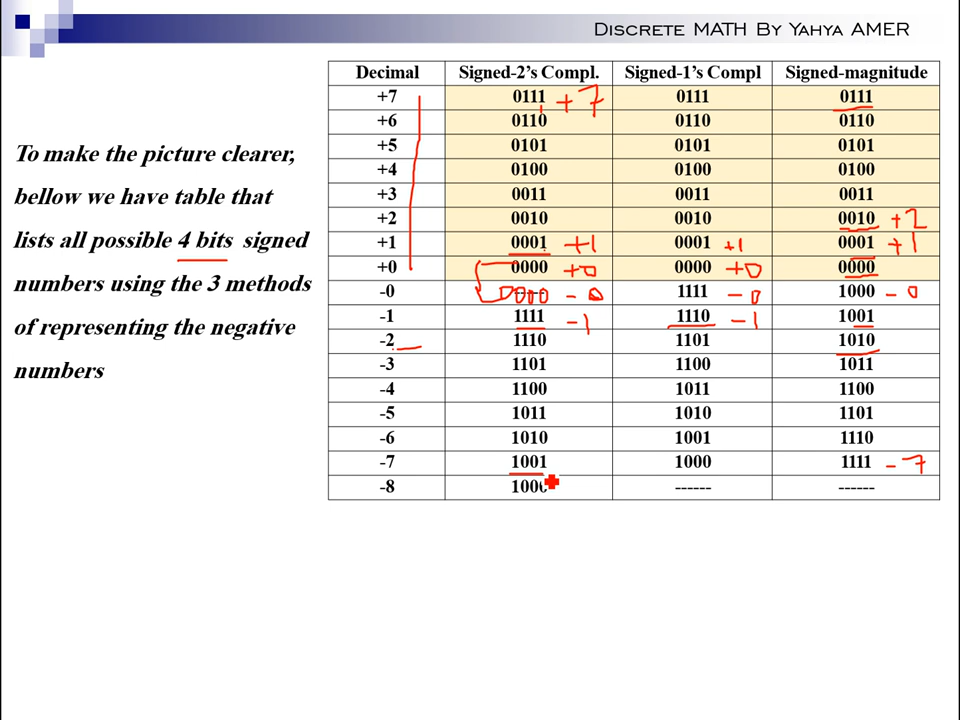 DISCRETE MATH BY YAHYA AMER
To make the picture clearer,
bellow we have table that
lists all possible 4 bits signed
numbers using the 3 methods
of representing the negative
numbers
Decimal Signed-2's Compl. Signed-1's Compl Signed-magnitude
+7 0111 +7 0111 0111
+6 0110 0110 0110
+5 0101 0101 0101
+4 0100 0100 0100
+3 0011 0011 0011
+2 0010 0010 0010 +2
+1 0001 +1 0001 +1 0001 +1
+0 0000 +0 0000 +0 0000
-0 0000 -0 1111 -0 1000 -0
-1 1111 -1 1110 -1 1001
-2 1110 1101 1010
-3 1101 1100 1011
-4 1100 1011 1100
-5 1011 1010 1101
-6 1010 1001 1110
-7 1001 1000 1111 -7
-8 1000 ------ ------